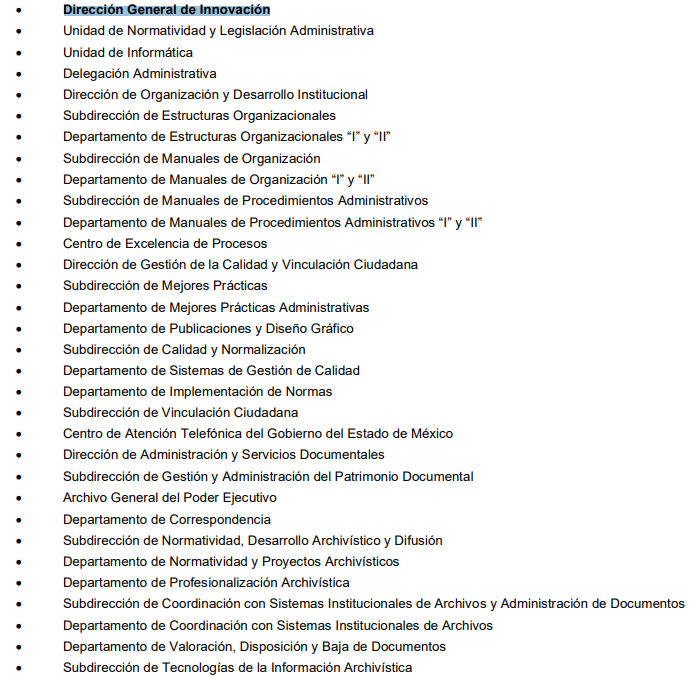 • Dirección General de Innovación
• Unidad de Normatividad y Legislación Administrativa
• Unidad de Informática
• Delegación Administrativa
• Dirección de Organización y Desarrollo Institucional
• Subdirección de Estructuras Organizacionales
• Departamento de Estructuras Organizacionales “I” y “II”
• Subdirección de Manuales de Organización
• Departamento de Manuales de Organización “I” y “II”
• Subdirección de Manuales de Procedimientos Administrativos
• Departamento de Manuales de Procedimientos Administrativos “I” y “II”
• Centro de Excelencia de Procesos
• Dirección de Gestión de la Calidad y Vinculación Ciudadana
• Subdirección de Mejores Prácticas
• Departamento de Mejores Prácticas Administrativas
• Departamento de Publicaciones y Diseño Gráfico
• Subdirección de Calidad y Normalización
• Departamento de Sistemas de Gestión de Calidad
• Departamento de Implementación de Normas
• Subdirección de Vinculación Ciudadana
• Centro de Atención Telefónica del Gobierno del Estado de México
• Dirección de Administración y Servicios Documentales
• Subdirección de Gestión y Administración del Patrimonio Documental
• Archivo General del Poder Ejecutivo
• Departamento de Correspondencia
• Subdirección de Normatividad, Desarrollo Archivístico y Difusión
• Departamento de Normatividad y Proyectos Archivísticos
• Departamento de Profesionalización Archivística
• Subdirección de Coordinación con Sistemas Institucionales de Archivos y Administración de Documentos
• Departamento de Coordinación con Sistemas Institucionales de Archivos
• Departamento de Valoración, Disposición y Baja de Documentos
• Subdirección de Tecnologías de la Información Archivística